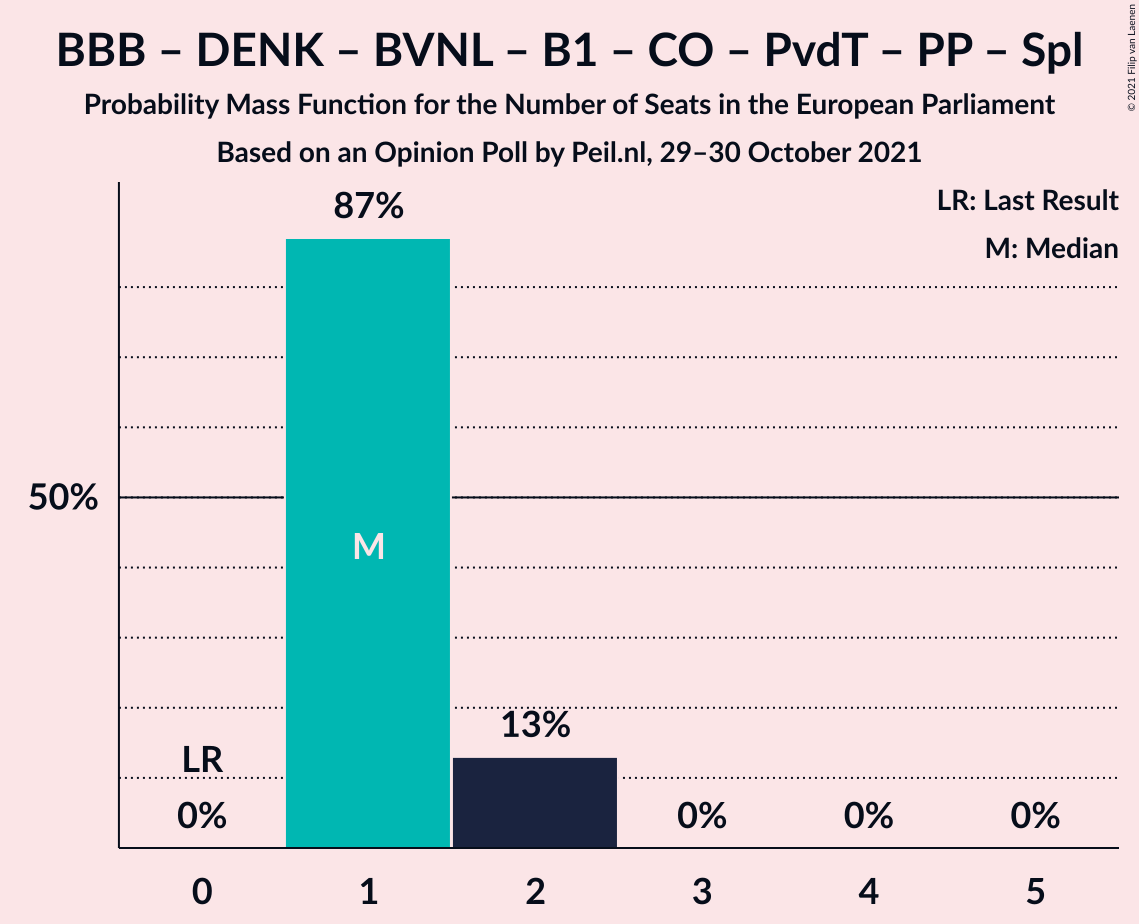 BBB – DENK – BVNL – B1 – CO – PvdT – PP – Spl
Probability Mass Function for the Number of Seats in the European Parliament
Based on an Opinion Poll by Peil.nl, 29–30 October 2021
© 2021 Filip van Laenen
LR: Last Result
M: Median
87%
50%
M
13%
LR
0%
0%
0%
0%
0
1
2
3
4
5